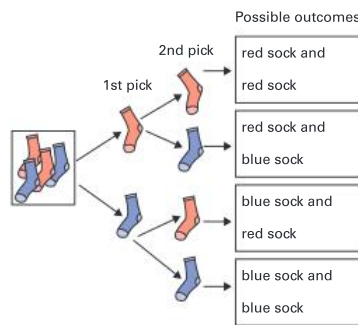 Possible outcomes
2nd pick
1st pick
red sock and
red sock
red sock and
blue sock
blue sock and
red sock
blue sock and
blue sock